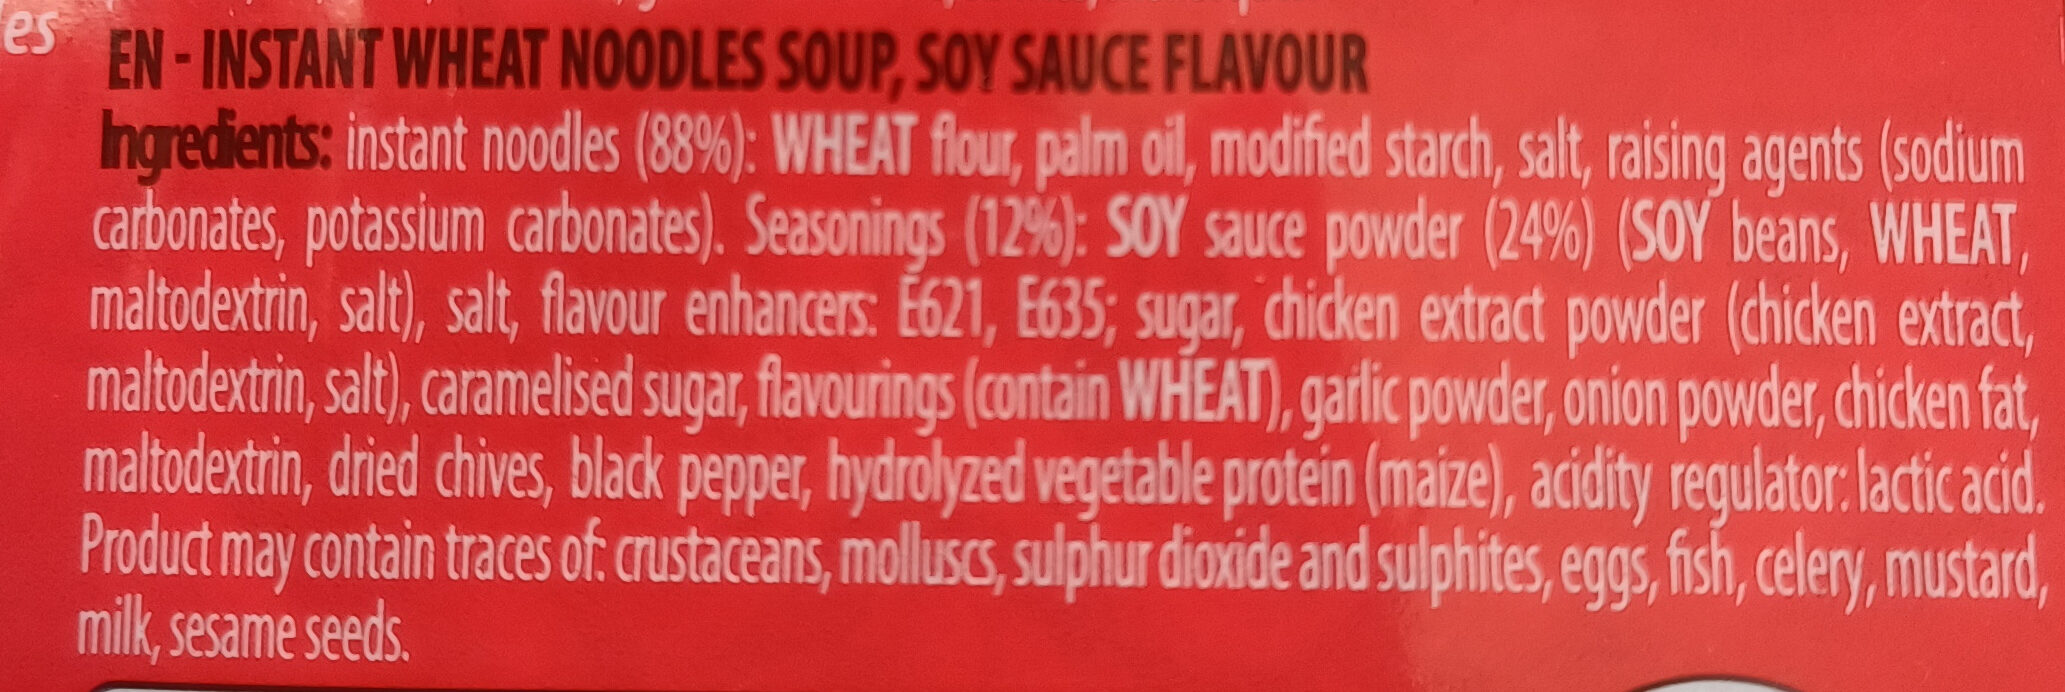 es
EN - INSTANT WHEAT NOODLES SOUP, SOY SAUCE FLAVOUR
Ingredients: instant noodles (88%): WHEAT flour, palm oil, modified starch, salt, raising agents (sodium
carbonates, potassium carbonates). Seasonings (12%): SOY sauce powder (24%) (SOY beans, WHEAT,
maltodextrin, salt), salt, flavour enhancers: E621, E635; sugar, chicken extract powder (chicken extract,
maltodextrin, salt), caramelised sugar, flavourings (contain WHEAT), garlic powder, onion powder, chicken fat,
maltodextrin, dried chives, black pepper, hydrolyzed vegetable protein (maize), acidity regulator: lactic acid.
Product may contain traces of: crustaceans, molluscs, sulphur dioxide and sulphites, eggs, fish, celery, mustard,
milk, sesame seeds.